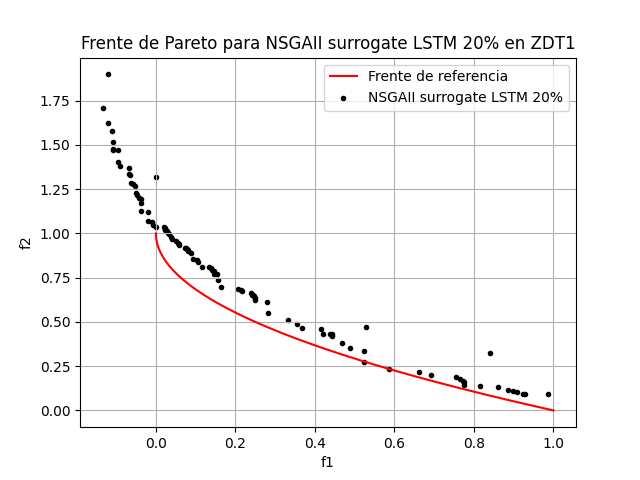 Frente de Pareto para NSGAII surrogate LSTM 20% en ZDT1
Frente de referencia
NSGAII surrogate LSTM 20%
1.75
1.50
1.25
1.00
0.75
0.50
0.25
0.00
f2
0.0 0.2 0.4 0.6 0.8 1.0
f1